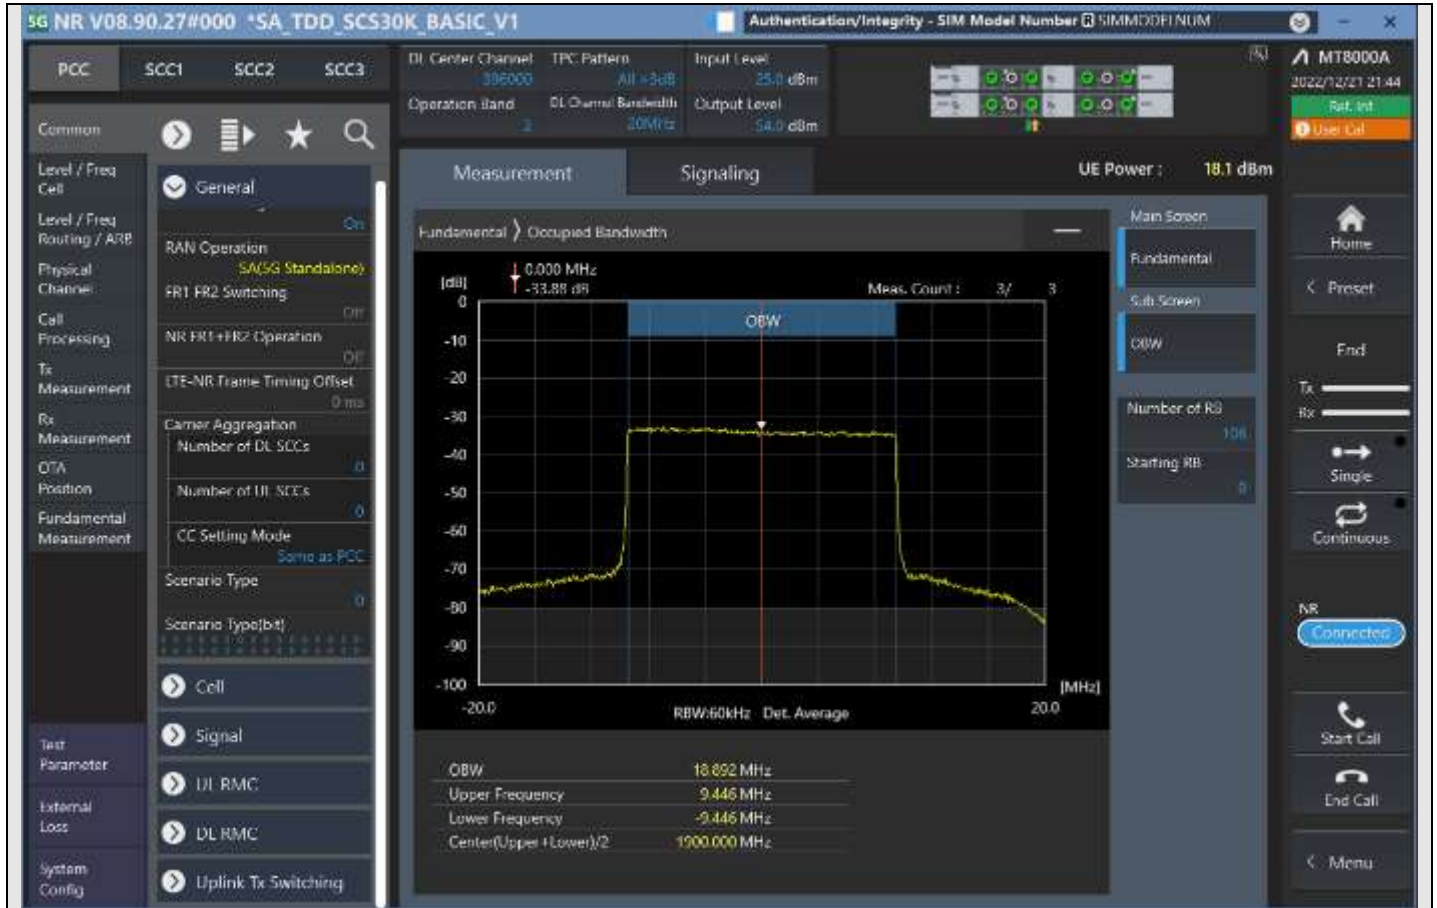 5G NR V08.90.27#000 *SA_TDD_SCS30K_BASIC_V1
Authentication/Integrity - SIM Model Number R SIMMODELNUM
PCC SCC1 SCC2 SCC3
DL Center Channel 396000
TPC Pattern All +3dB
Input Level 25.0 dBm
Operation Band 2
DL Channel Bandwidth 20MHz
Output Level 54.0 dBm
MT8000A
2022/12/21 21:44
Ref. Int
User Cal
Common
Level / Freq
Cell
Level / Freq
Routing / ARB
Physical
Channel
Call
Processing
Tx
Measurement
Rx
Measurement
OTA
Position
Fundamental
Measurement
Test
Parameter
External
Loss
System
Config
General
On
RAN Operation
SA(5G Standalone)
FR1 FR2 Switching
Off
NR FR1+FR2 Operation
Off
LTE-NR Frame Timing Offset
0 ms
Carrier Aggregation
Number of DL SCCs
0
Number of UL SCCs
0
CC Setting Mode
Same as PCC
Scenario Type
0
Scenario Type(bit)
Cell
Signal
UL RMC
DL RMC
Uplink Tx Switching
Measurement Signaling
UE Power : 18.1 dBm
Fundamental Occupied Bandwidth
[dB]
0.000 MHz
-33.88 dB
Meas. Count : 3/ 3
OBW
0
-10
-20
-30
-40
-50
-60
-70
-80
-90
-100
-20.0
RBW:60kHz Det. Average
20.0
[MHz]
OBW 18.892 MHz
Upper Frequency 9.446 MHz
Lower Frequency -9.446 MHz
Center(Upper+Lower)/2 1900.000 MHz
Main Screen
Fundamental
Sub Screen
OBW
Number of RB
106
Starting RB
0
Home
Preset
End
Tx
Rx
Single
Continuous
NR
Connected
Start Call
End Call
Menu